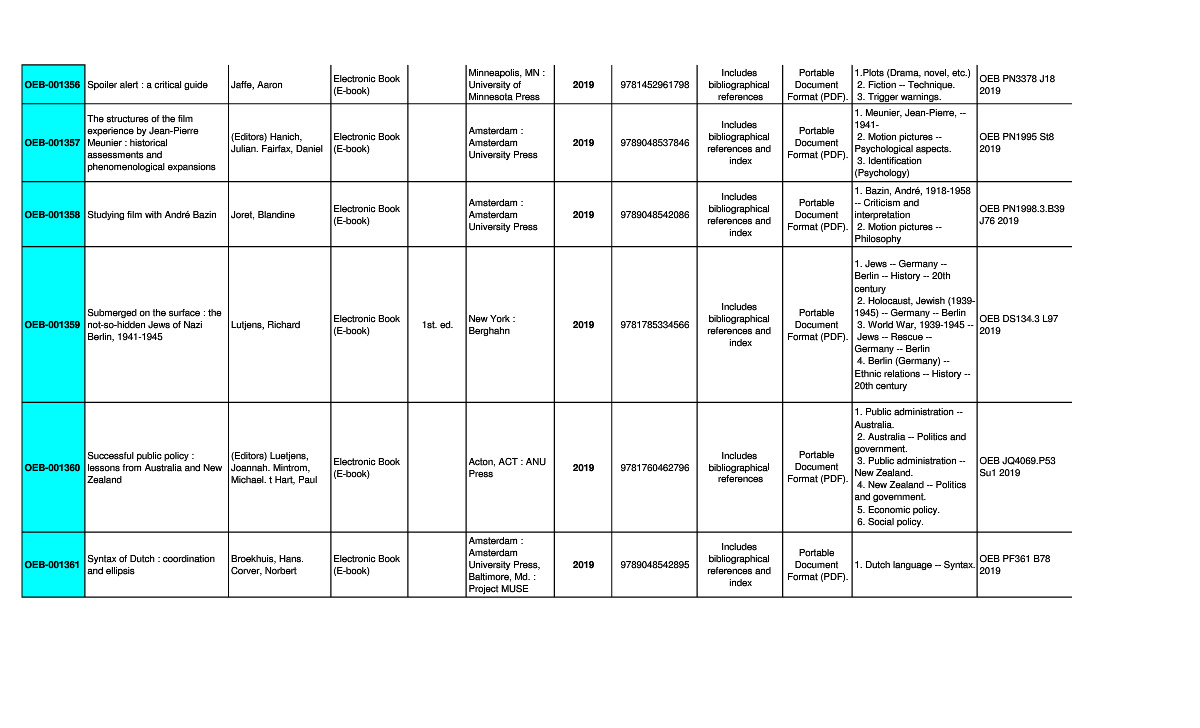 OEB-001356
Spoiler alert : a critical guide
Jaffe, Aaron
Electronic Book
(E-book)
Minneapolis, MN :
University of
Minnesota Press
2019
9781452961798
Includes
bibliographical
references
Portable
Document
Format (PDF).
1.Plots (Drama, novel, etc.)
2. Fiction -- Technique.
3. Trigger warnings.
OEB PN3378 J18
2019
OEB-001357
The structures of the film
experience by Jean-Pierre
Meunier : historical
assessments and
phenomenological expansions
(Editors) Hanich,
Julian. Fairfax, Daniel
Electronic Book
(E-book)
Amsterdam :
Amsterdam
University Press
2019
9789048537846
Includes
bibliographical
references and
index
Portable
Document
Format (PDF).
1. Meunier, Jean-Pierre, --
1941-
2. Motion pictures --
Psychological aspects.
3. Identification
(Psychology)
OEB PN1995 St8
2019
OEB-001358
Studying film with André Bazin
Joret, Blandine
Electronic Book
(E-book)
Amsterdam :
Amsterdam
University Press
2019
9789048542086
Includes
bibliographical
references and
index
Portable
Document
Format (PDF).
1. Bazin, André, 1918-1958
-- Criticism and
interpretation
2. Motion pictures --
Philosophy
OEB PN1998.3.B39
J76 2019
OEB-001359
Submerged on the surface : the
not-so-hidden Jews of Nazi
Berlin, 1941-1945
Lutjens, Richard
Electronic Book
(E-book)
1st. ed.
New York :
Berghahn
2019
9781785334566
Includes
bibliographical
references and
index
Portable
Document
Format (PDF).
1. Jews -- Germany --
Berlin -- History -- 20th
century
2. Holocaust, Jewish (1939-
1945) -- Germany -- Berlin
3. World War, 1939-1945 --
Jews -- Rescue --
Germany -- Berlin
4. Berlin (Germany) --
Ethnic relations -- History --
20th century
OEB DS134.3 L97
2019
OEB-001360
Successful public policy :
lessons from Australia and New
Zealand
(Editors) Luetjens,
Joannah. Mintrom,
Michael. t Hart, Paul
Electronic Book
(E-book)
Acton, ACT : ANU
Press
2019
9781760462796
Includes
bibliographical
references
Portable
Document
Format (PDF).
1. Public administration --
Australia.
2. Australia -- Politics and
government.
3. Public administration --
New Zealand.
4. New Zealand -- Politics
and government.
5. Economic policy.
6. Social policy.
OEB JQ4069.P53
Su1 2019
OEB-001361
Syntax of Dutch : coordination
and ellipsis
Broekhuis, Hans.
Corver, Norbert
Electronic Book
(E-book)
Amsterdam :
Amsterdam
University Press,
Baltimore, Md. :
Project MUSE
2019
9789048542895
Includes
bibliographical
references and
index
Portable
Document
Format (PDF).
1. Dutch language -- Syntax.
OEB PF361 B78
2019